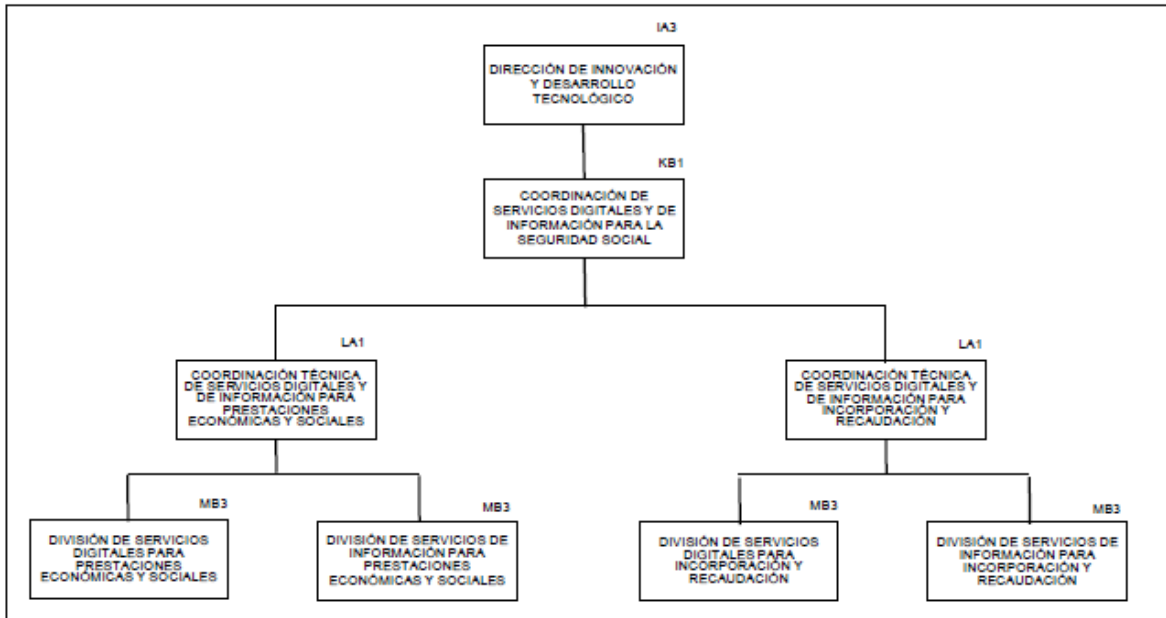 IA3
DIRECCIÓN DE INNOVACIÓN
Y DESARROLLO
TECNOLÓGICO
KB1
COORDINACIÓN DE
SERVICIOS DIGITALES Y DE
INFORMACIÓN PARA LA
SEGURIDAD SOCIAL
LA1
COORDINACIÓN TÉCNICA
DE SERVICIOS DIGITALES Y
DE INFORMACIÓN PARA
PRESTACIONES
ECONÓMICAS Y SOCIALES
LA1
COORDINACIÓN TÉCNICA
DE SERVICIOS DIGITALES Y
DE INFORMACIÓN PARA
INCORPORACIÓN Y
RECAUDACIÓN
MB3
DIVISIÓN DE SERVICIOS
DIGITALES PARA
PRESTACIONES
ECONÓMICAS Y SOCIALES
MB3
DIVISIÓN DE SERVICIOS DE
INFORMACIÓN PARA
PRESTACIONES
ECONÓMICAS Y SOCIALES
MB3
DIVISIÓN DE SERVICIOS
DIGITALES PARA
INCORPORACIÓN Y
RECAUDACIÓN
MB3
DIVISIÓN DE SERVICIOS DE
INFORMACIÓN PARA
INCORPORACIÓN Y
RECAUDACIÓN